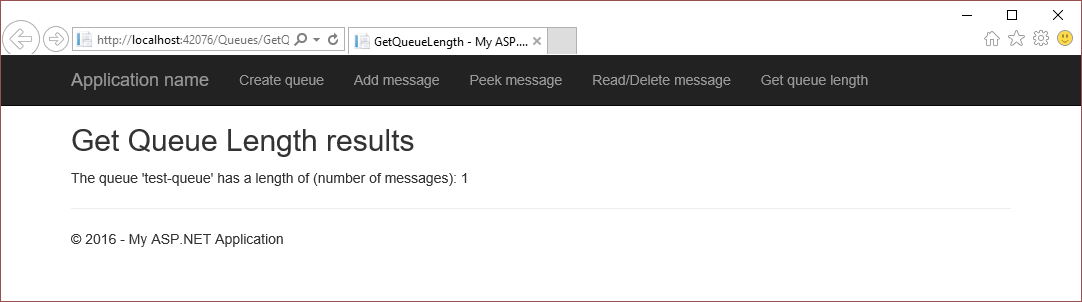 http://localhost:42076/Queues/GetQ
GetQueueLength - My ASP....
Application name Create queue Add message Peek message Read/Delete message Get queue length
Get Queue Length results
The queue 'test-queue' has a length of (number of messages): 1
© 2016 - My ASP.NET Application